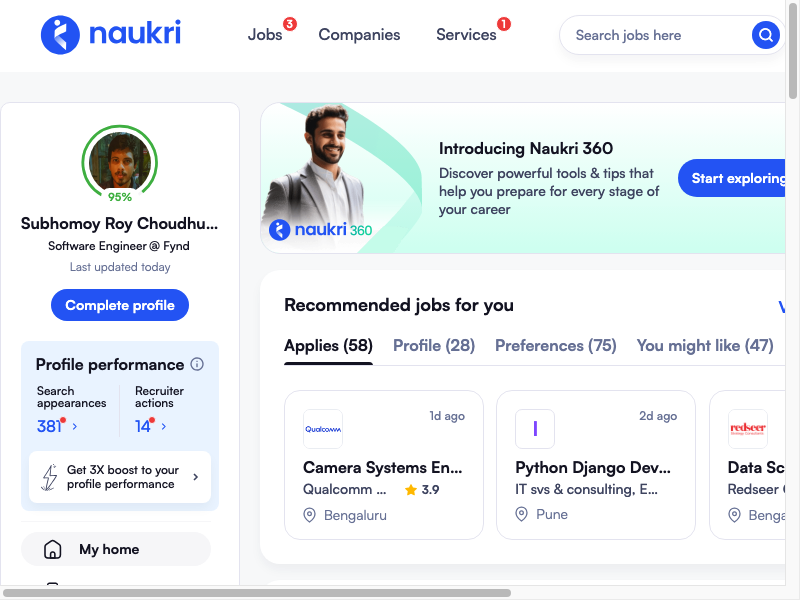 naukri
Jobs 3
Companies
Services 1
Search jobs here
95%
Subhomoy Roy Choudhu...
Software Engineer @ Fynd
Last updated today
Complete profile
Profile performance
Search appearances
381
Recruiter actions
14
Get 3X boost to your
profile performance
My home
naukri 360
Introducing Naukri 360
Discover powerful tools & tips that
help you prepare for every stage of
your career
Start exploring
Recommended jobs for you
Applies (58)
Profile (28)
Preferences (75)
You might like (47)
Qualcomm
1d ago
Camera Systems En...
Qualcomm ...
3.9
Bengaluru
I
2d ago
Python Django Dev...
IT svs & consulting, E...
Pune
redseer
Data Sc
Redseer
Benga